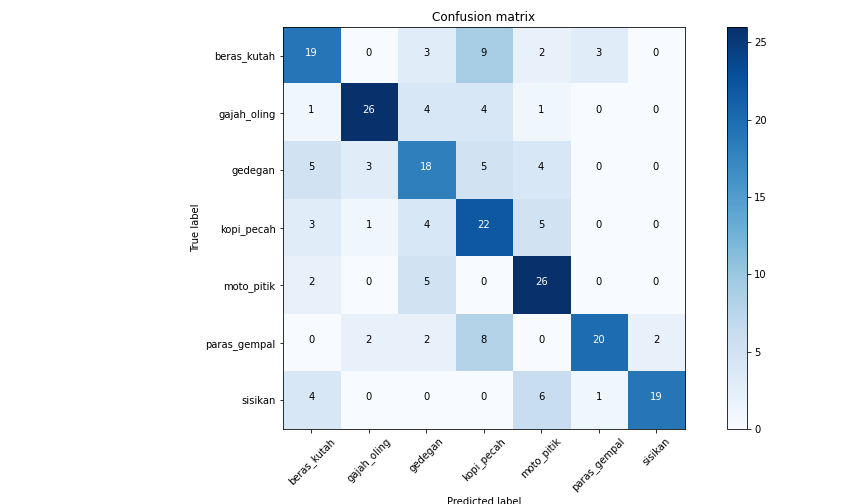 Confusion matrix
beras_kutah 19 0 3 9 2 3 0
gajah_oling 1 26 4 4 1 0 0
gedegan 5 3 18 5 4 0 0
kopi_pecah 3 1 4 22 5 0 0
moto_pitik 2 0 5 0 26 0 0
paras_gempal 0 2 2 8 0 20 2
sisikan 4 0 0 0 6 1 19
True label
beras_kutah gajah_oling gedegan kopi_pecah moto_pitik paras_gempal sisikan
Predicted label
25
20
15
10
5
0